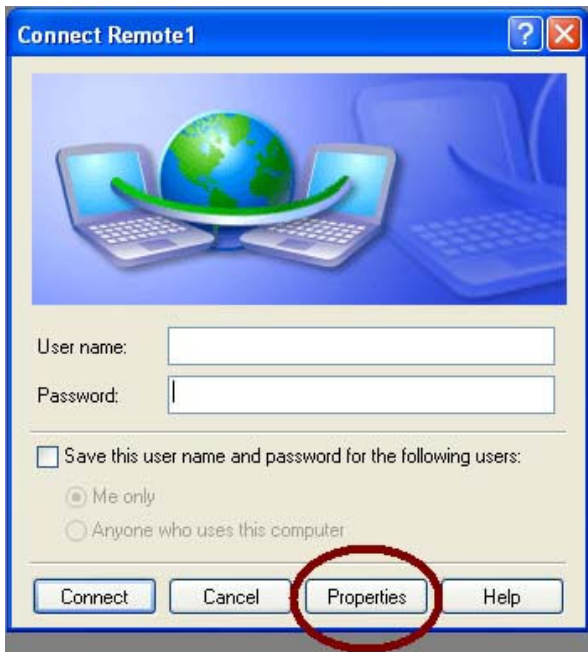 Connect Remote1
User name:
Password:
Save this user name and password for the following users:
Me only
Anyone who uses this computer
Connect Cancel Properties Help